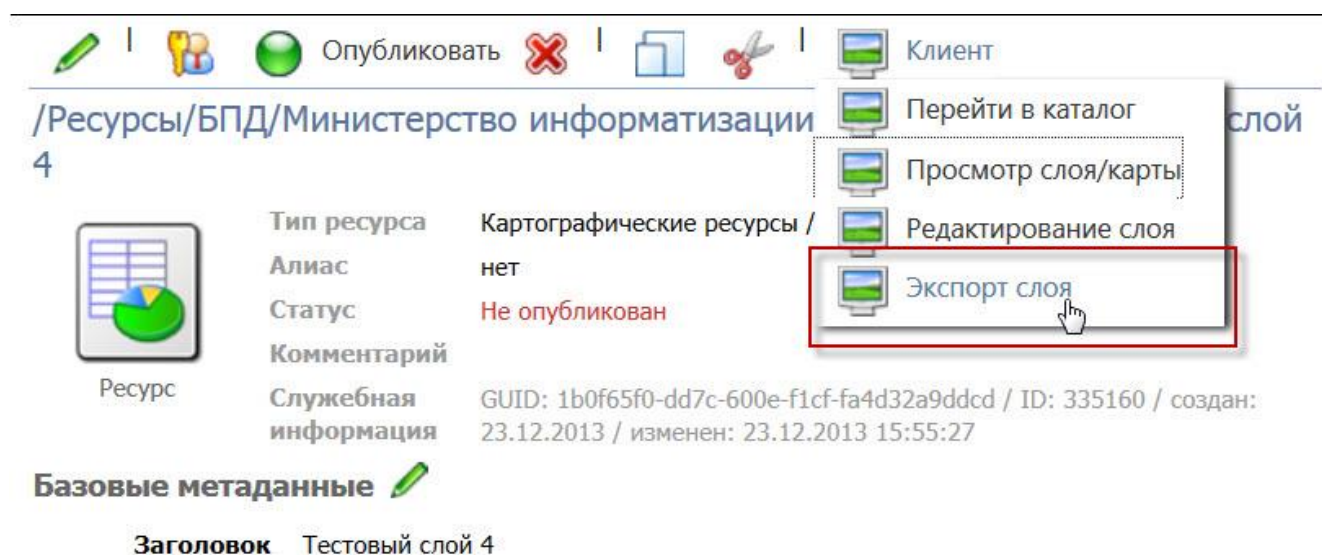 Опубликовать
Клиент
Перейти в каталог
/Ресурсы/БПД/Министерство информатизации слой
4
Просмотр слоя/карты
Тип ресурса Картографические ресурсы /
Редактирование слоя
Алиас нет
Экспорт слоя
Статус Не опубликован
Комментарий
Ресурс
Служебная информация GUID: 1b0f65f0-dd7c-600e-f1cf-fa4d32a9ddcd / ID: 335160 / создан:
23.12.2013 / изменен: 23.12.2013 15:55:27
Базовые метаданные
Заголовок Тестовый слой 4